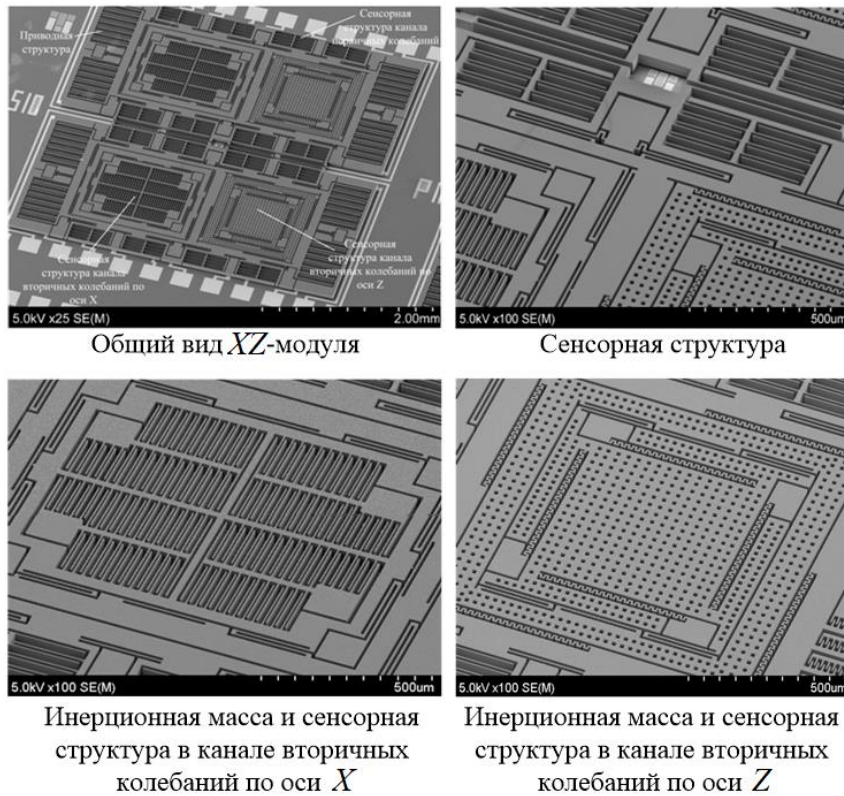 Приводная
структура
Сенсорная
структура канала
первичных колебаний
S10
Сенсорная
структура канала
вторичных колебаний по
оси X
Сенсорная
структура канала
вторичных колебаний по
оси Z
5.0kV x25 SE(M)
2.00mm
5.0kV x100 SE(M)
500um
Общий вид XZ-модуля
Сенсорная структура
5.0kV x100 SE(M)
500um
5.0kV x100 SE(M)
500um
Инерционная масса и сенсорная
структура в канале вторичных
колебаний по оси X
Инерционная масса и сенсорная
структура в канале вторичных
колебаний по оси Z